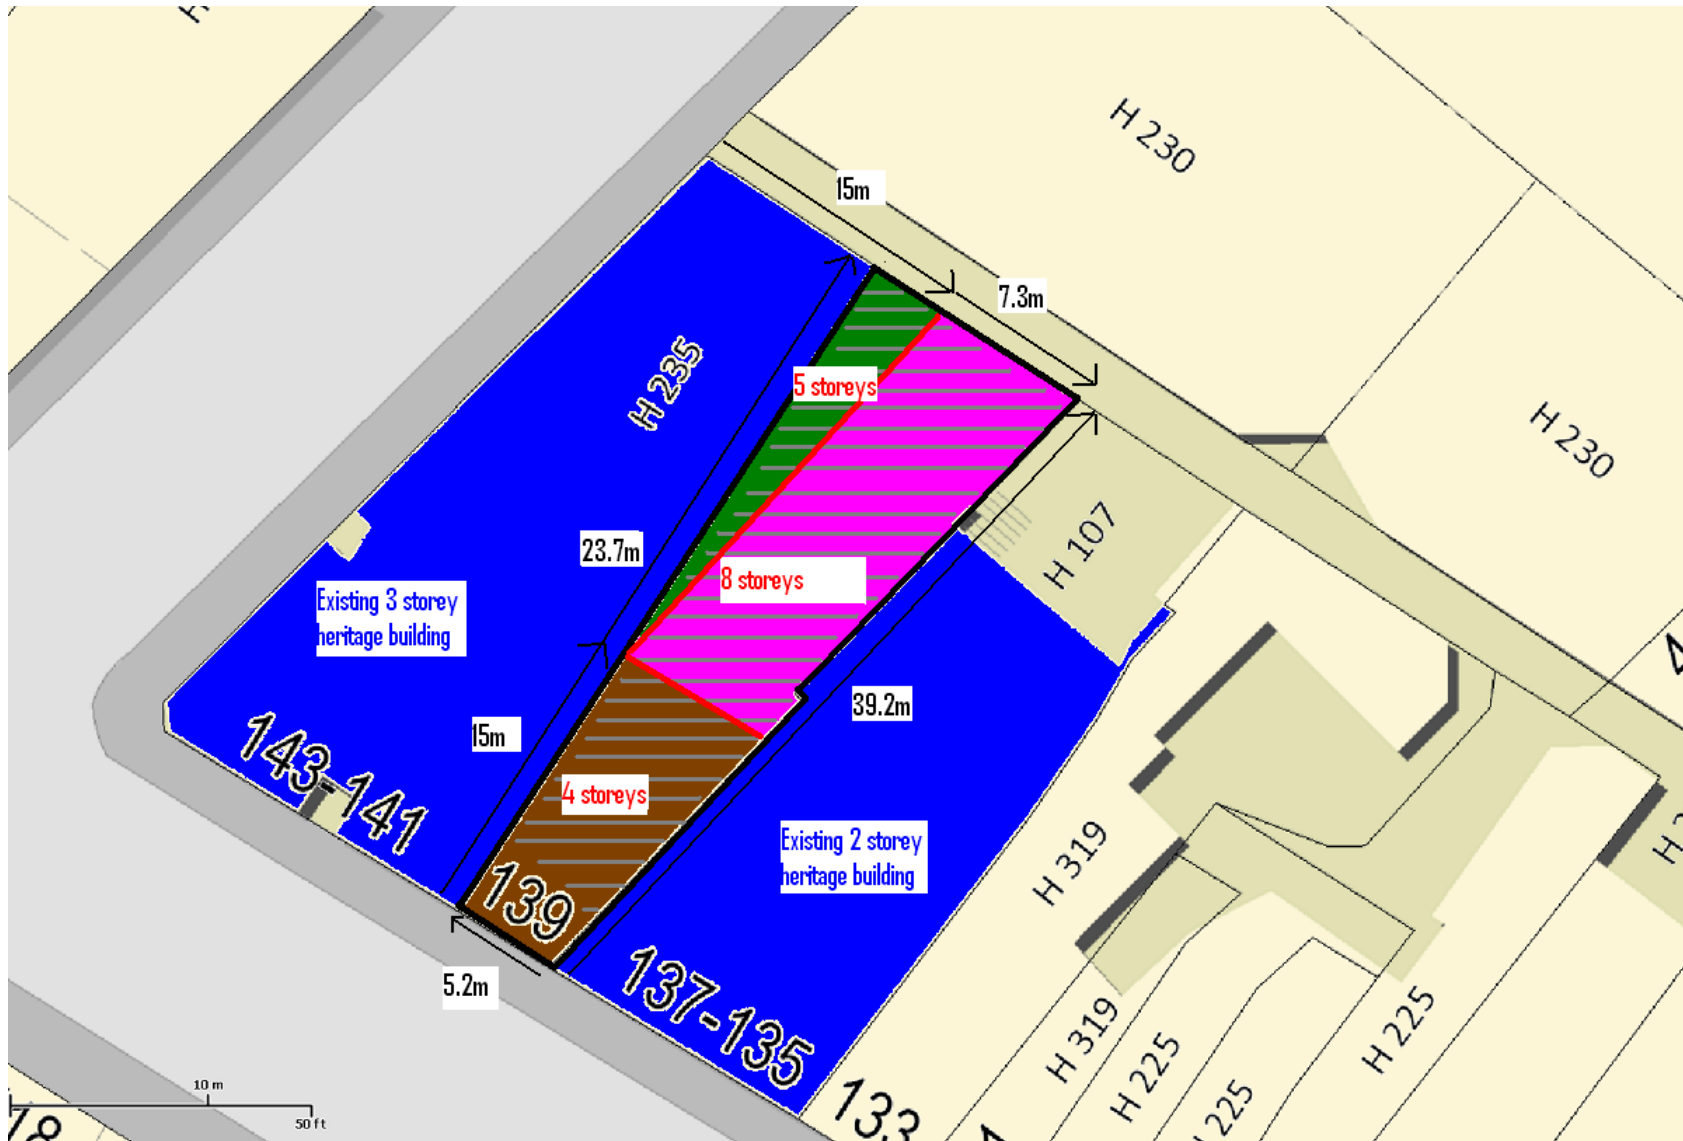 H 230
15m
7.3m
H 235
5 storeys
H 230
23.7m
8 storeys
H 107
Existing 3 storey
heritage building
39.2m
15m
143-141
4 storeys
Existing 2 storey
heritage building
H 319
139
5.2m
137-135
H 319
H 225
H 225
225
133
10 m
50 ft
18